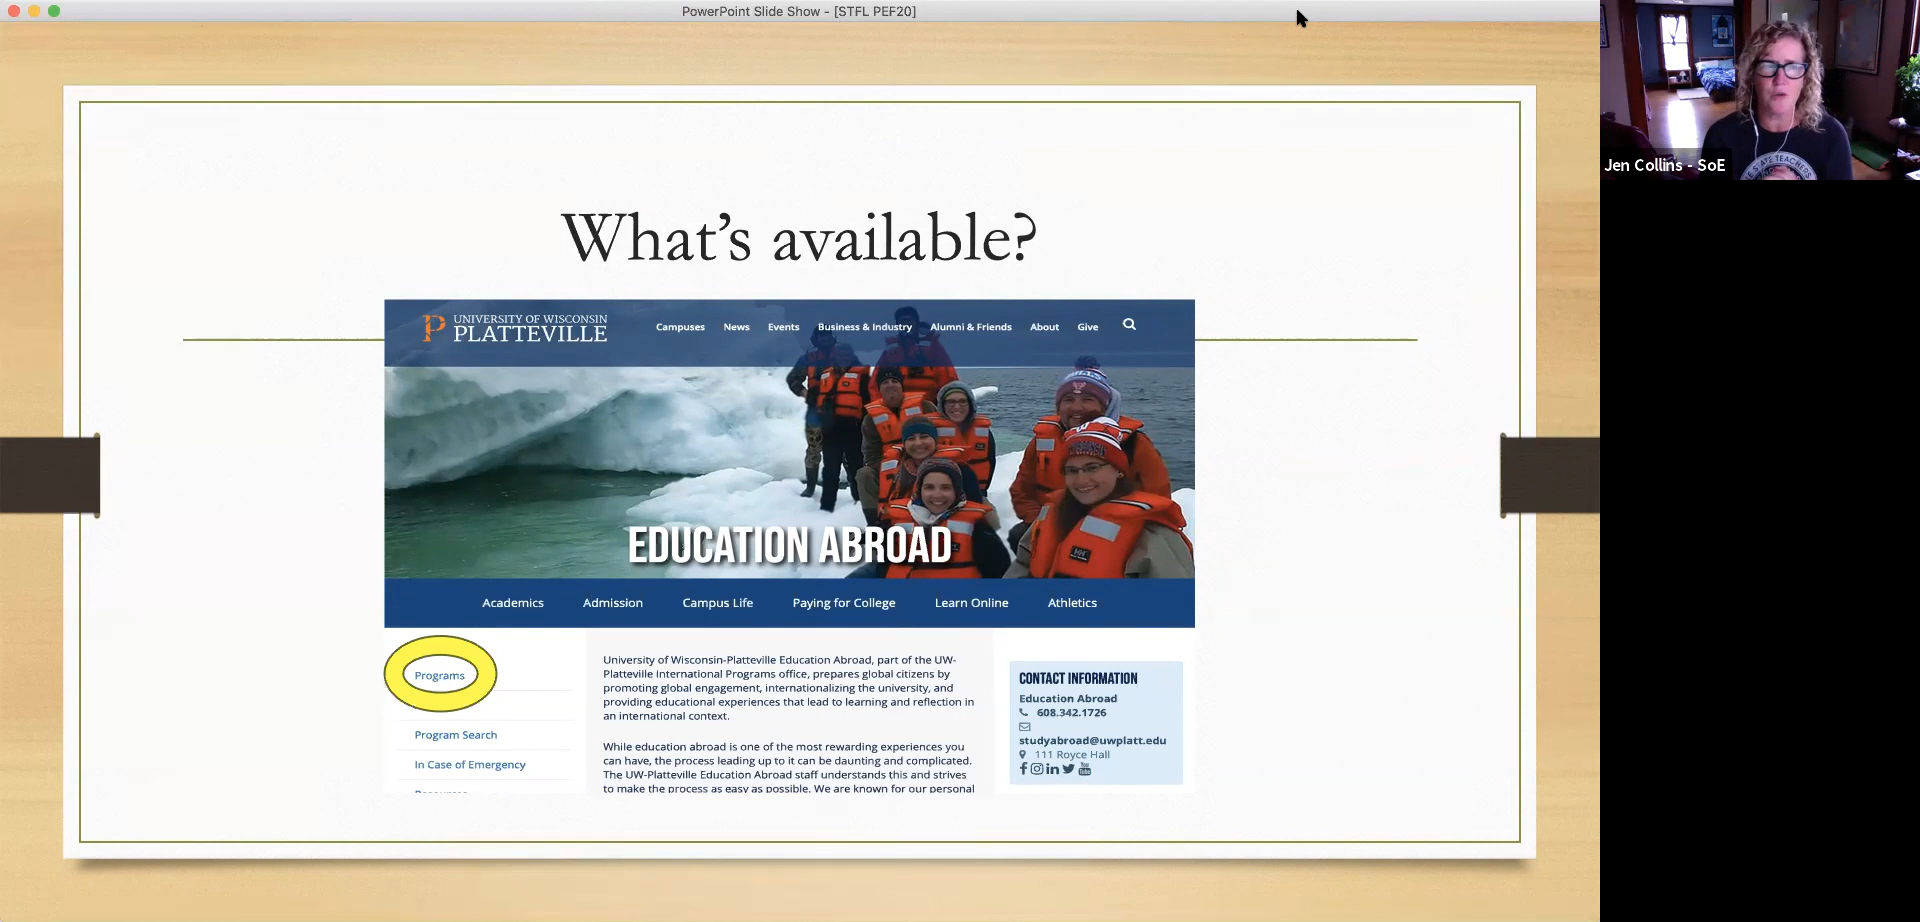 PowerPoint Slide Show - [STFL PEF20]
Jen Collins - SoE
What's available?
UNIVERSITY OF WISCONSIN
PLATTEVILLE
Campuses News Events Business & Industry Alumni & Friends About Give
EDUCATION ABROAD
Academics Admission Campus Life Paying for College Learn Online Athletics
Programs
Program Search
In Case of Emergency
University of Wisconsin-Platteville Education Abroad, part of the UW-
Platteville International Programs office, prepares global citizens by
promoting global engagement, internationalizing the university, and
providing educational experiences that lead to learning and reflection in
an international context.
While education abroad is one of the most rewarding experiences you
can have, the process leading up to it can be daunting and complicated.
The UW-Platteville Education Abroad staff understands this and strives
to make the process as easy as possible. We are known for our personal
CONTACT INFORMATION
Education Abroad
608.342.1726
studyabroad@uwplatt.edu
111 Royce Hall